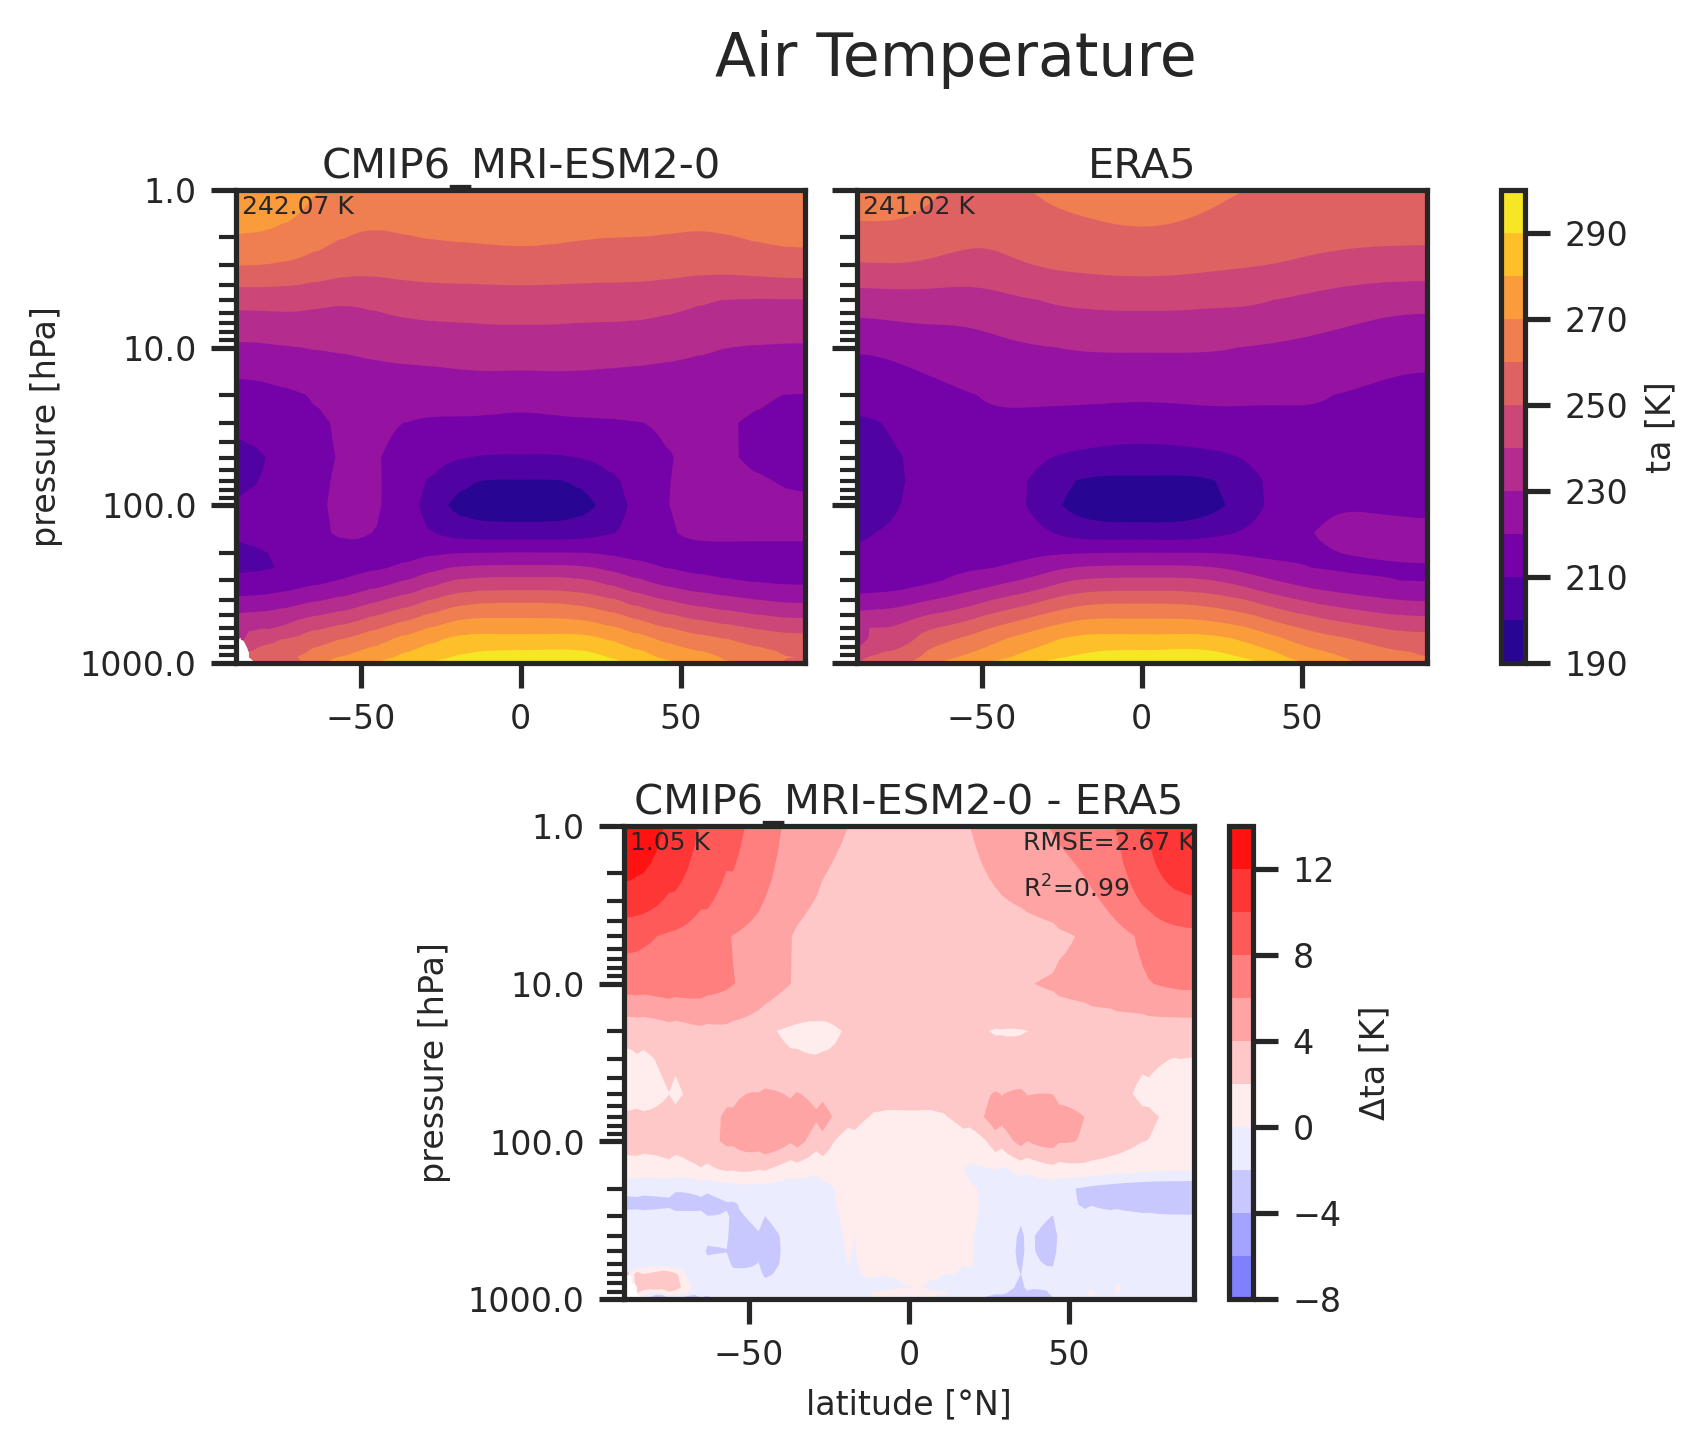 Air Temperature
CMIP6_MRI-ESM2-0
ERA5
242.07 K
241.02 K
1.0
10.0
100.0
1000.0
pressure [hPa]
−50
0
50
−50
0
50
290
270
250
230
210
190
ta [K]
CMIP6_MRI-ESM2-0 - ERA5
1.05 K
RMSE=2.67 K
R²=0.99
1.0
10.0
100.0
1000.0
pressure [hPa]
−50
0
50
latitude [°N]
12
8
4
0
−4
−8
Δta [K]